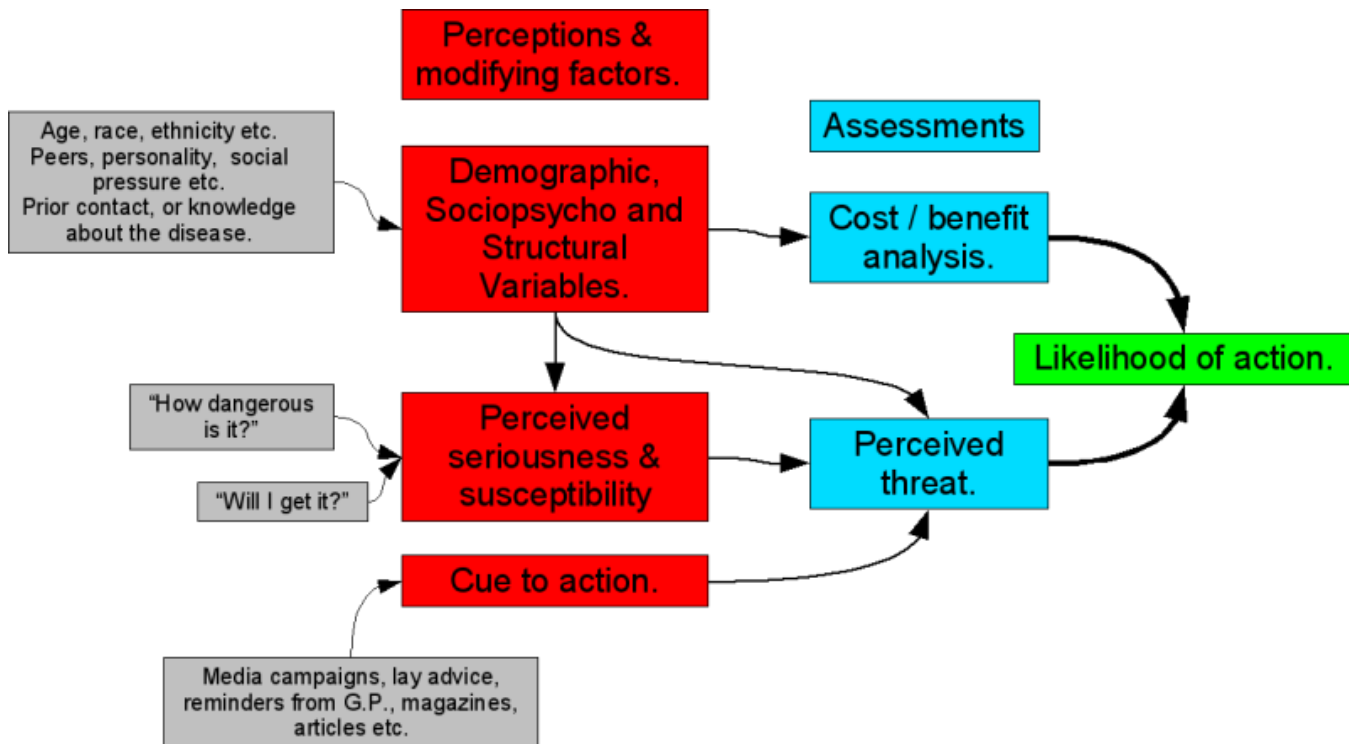 Perceptions &
modifying factors.
Age, race, ethnicity etc.
Peers, personality, social
pressure etc.
Prior contact, or knowledge
about the disease.
Assessments
Demographic,
Sociopsycho and
Structural
Variables.
Cost / benefit
analysis.
Likelihood of action.
“How dangerous
is it?”
“Will I get it?”
Perceived
seriousness &
susceptibility
Perceived
threat.
Cue to action.
Media campaigns, lay advice,
reminders from G.P., magazines,
articles etc.